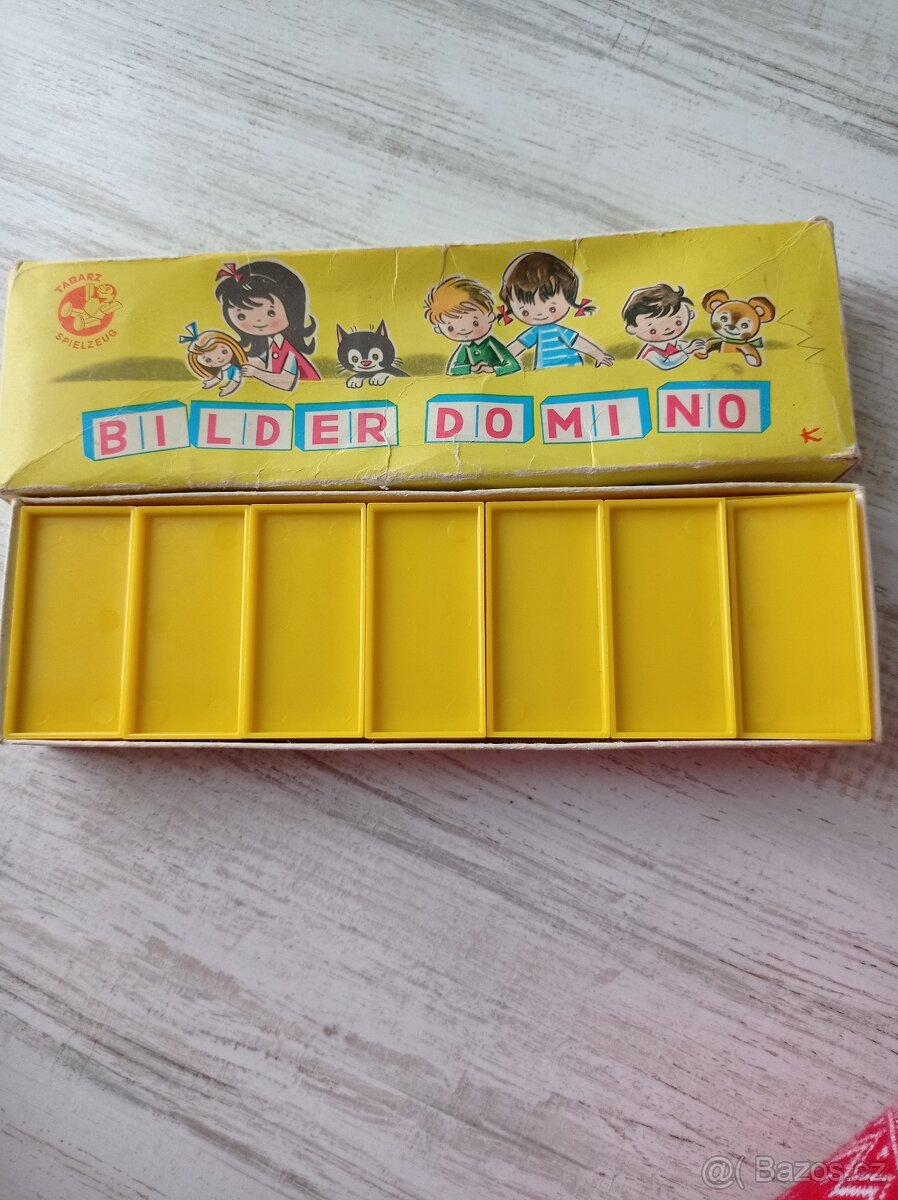 TABARZ
SPIELZEUG
BILDER DOMINO
K
@( Bazos.cz